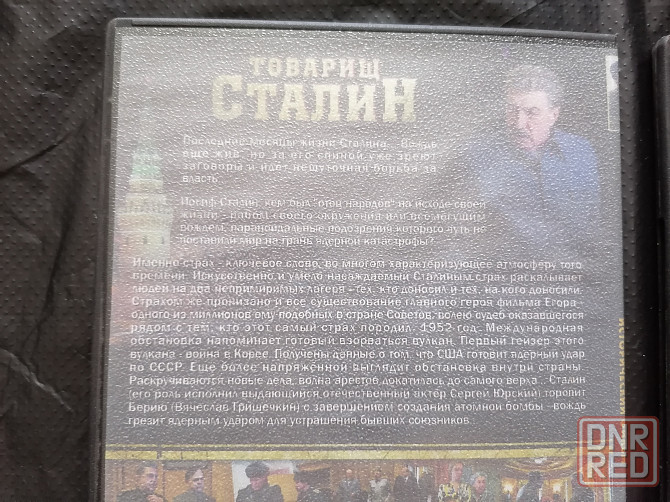 ТОВАРИЩ
СТАЛИН
Последние месяцы жизни Сталина... Вождь
еще жив, но за его спиной уже зреют
заговоры и идет нешуточная борьба за
власть.
Иосиф Сталин: кем был "отец народов" на исходе своей
жизни - рабом своего окружения или всемогущим
вождем, параноидальные подозрения которого чуть не
поставили мир на грань ядерной катастрофы?
Именно страх - ключевое слово, во многом характеризующее атмосферу того
времени. Искусственно и умело насаждаемый Сталиным страх раскалывает
людей на два непримиримых лагеря - тех, кто доносил и тех, на кого доносили.
Страхом же пронизано и все существование главного героя фильма Егора -
одного из миллионов ему подобных в стране Советов, волею судеб оказавшегося
рядом с тем, кто этот самый страх породил. 1952 год. Международная
обстановка напоминает готовый взорваться вулкан. Первый гейзер этого
вулкана - война в Корее. Получены данные о том, что США готовит ядерный удар
по СССР. Еще более напряженной выглядит обстановка внутри страны.
Раскручиваются новые дела, волна арестов докатилась до самого верха... Сталин
(его роль исполнил выдающийся отечественный актер Сергей Юрский) торопит
Берию (Вячеслав Гришечкин) с завершением создания атомной бомбы - вождь
грезит ядерным ударом для устрашения бывших союзников.
DNR
RED